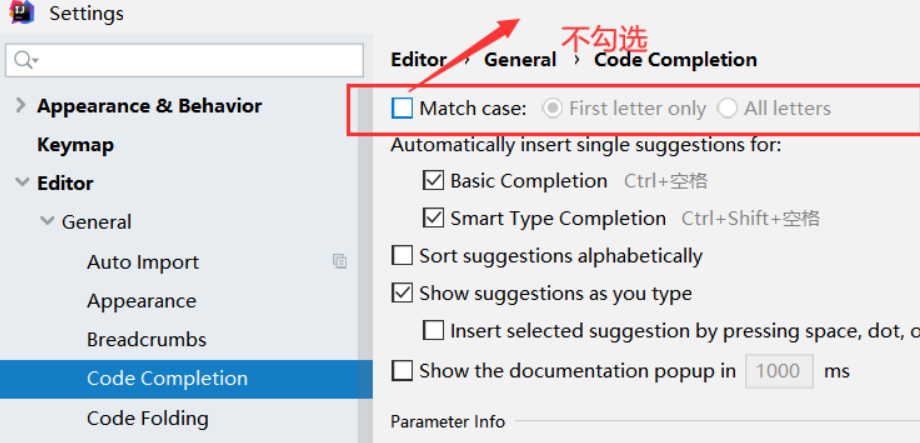 Settings
不勾选
Editor › General › Code Completion
Appearance & Behavior
Keymap
Editor
General
Auto Import
Appearance
Breadcrumbs
Code Completion
Code Folding
Match case: First letter only All letters
Automatically insert single suggestions for:
Basic Completion Ctrl+空格
Smart Type Completion Ctrl+Shift+空格
Sort suggestions alphabetically
Show suggestions as you type
Insert selected suggestion by pressing space, dot, o
Show the documentation popup in 1000 ms
Parameter Info